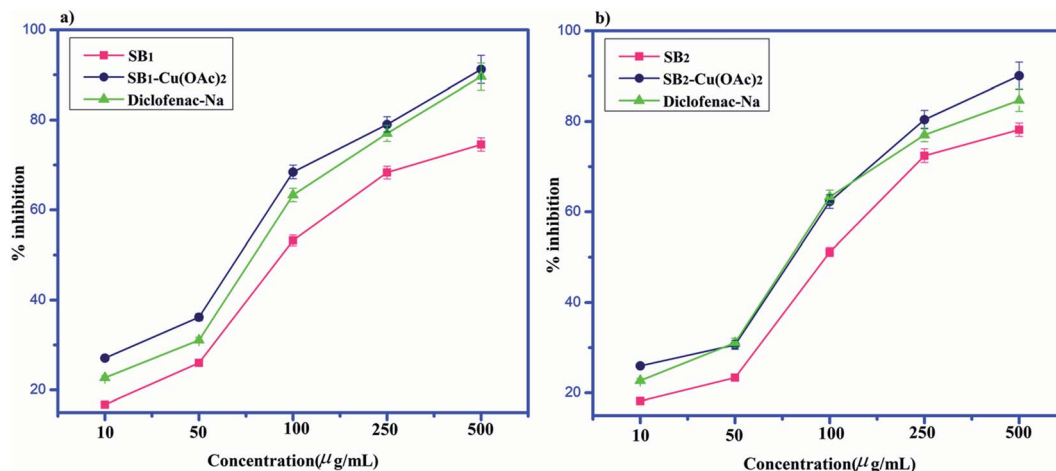 a)
100
80
60
40
20
% inhibition
SB1
SB1-Cu(OAc)2
Diclofenac-Na
10 50 100 250 500
Concentration(μg/mL)
b)
100
80
60
40
20
% inhibition
SB2
SB2-Cu(OAc)2
Diclofenac-Na
10 50 100 250 500
Concentration(μg/mL)